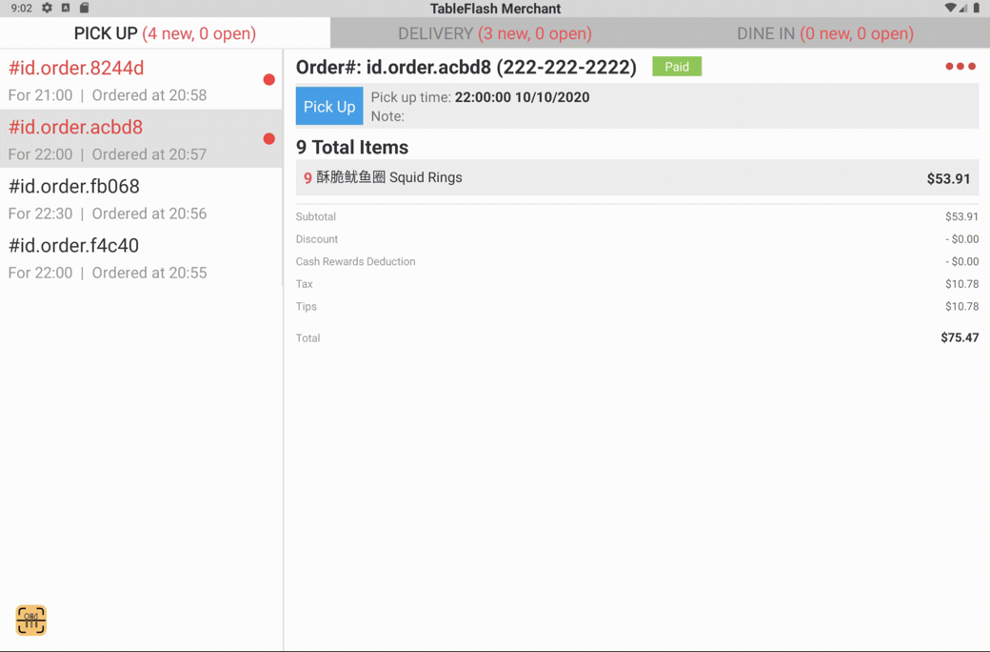 9:02
TableFlash Merchant
PICK UP (4 new, 0 open)
DELIVERY (3 new, 0 open)
DINE IN (0 new, 0 open)
#id.order.8244d
For 21:00 | Ordered at 20:58
#id.order.acbd8
For 22:00 | Ordered at 20:57
#id.order.fb068
For 22:30 | Ordered at 20:56
#id.order.f4c40
For 22:00 | Ordered at 20:55
Order#: id.order.acbd8 (222-222-2222) Paid
Pick Up
Pick up time: 22:00:00 10/10/2020
Note:
9 Total Items
9 酥脆鱿鱼圈 Squid Rings $53.91
Subtotal $53.91
Discount - $0.00
Cash Rewards Deduction - $0.00
Tax $10.78
Tips $10.78
Total $75.47